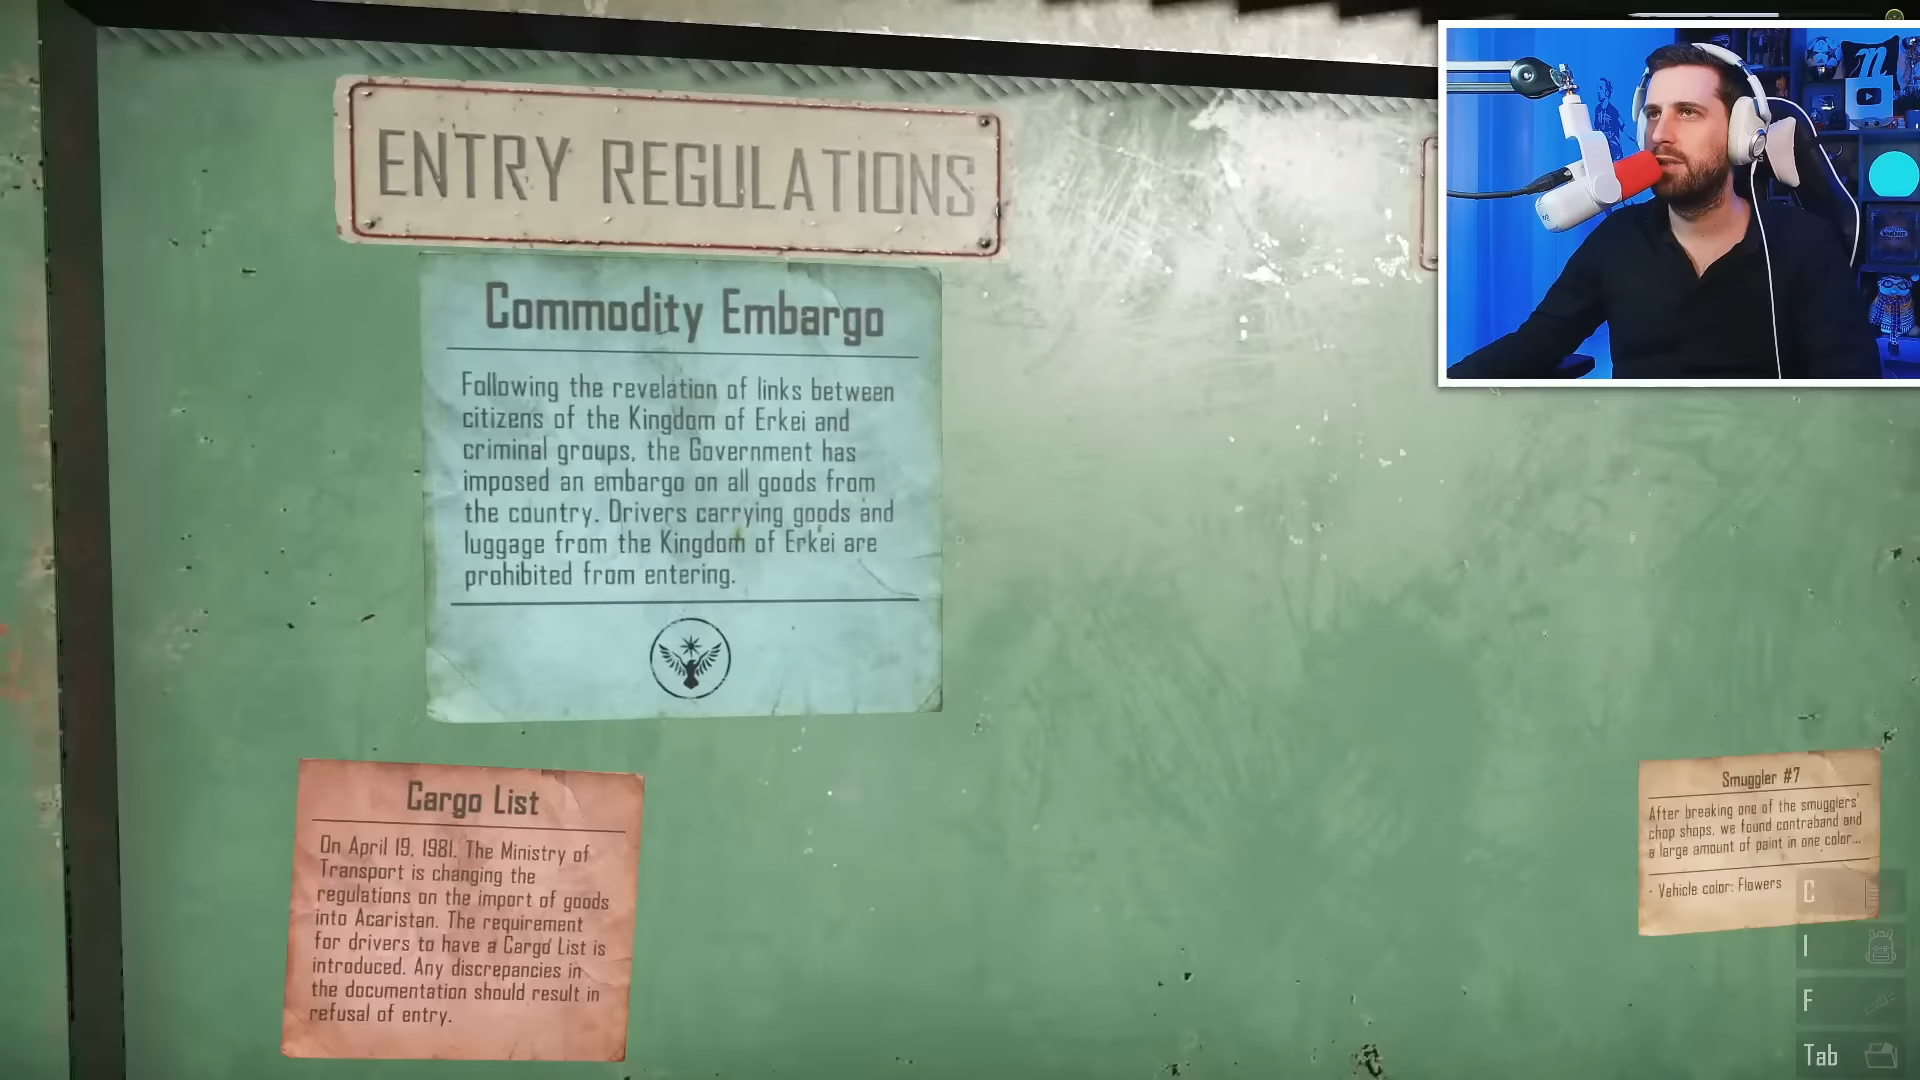 ENTRY REGULATIONS
Commodity Embargo
Following the revelation of links between
citizens of the Kingdom of Erkei and
criminal groups, the Government has
imposed an embargo on all goods from
the country. Drivers carrying goods and
luggage from the Kingdom of Erkei are
prohibited from entering.
Cargo List
On April 19, 1981. The Ministry of
Transport is changing the
regulations on the import of goods
into Acaristan. The requirement
for drivers to have a Cargo List is
introduced. Any discrepancies in
the documentation should result in
refusal of entry.
Smuggler #7
After breaking one of the smugglers'
chop shops, we found contraband and
a large amount of paint in one color...
- Vehicle color: Flowers
C
I
F
Tab